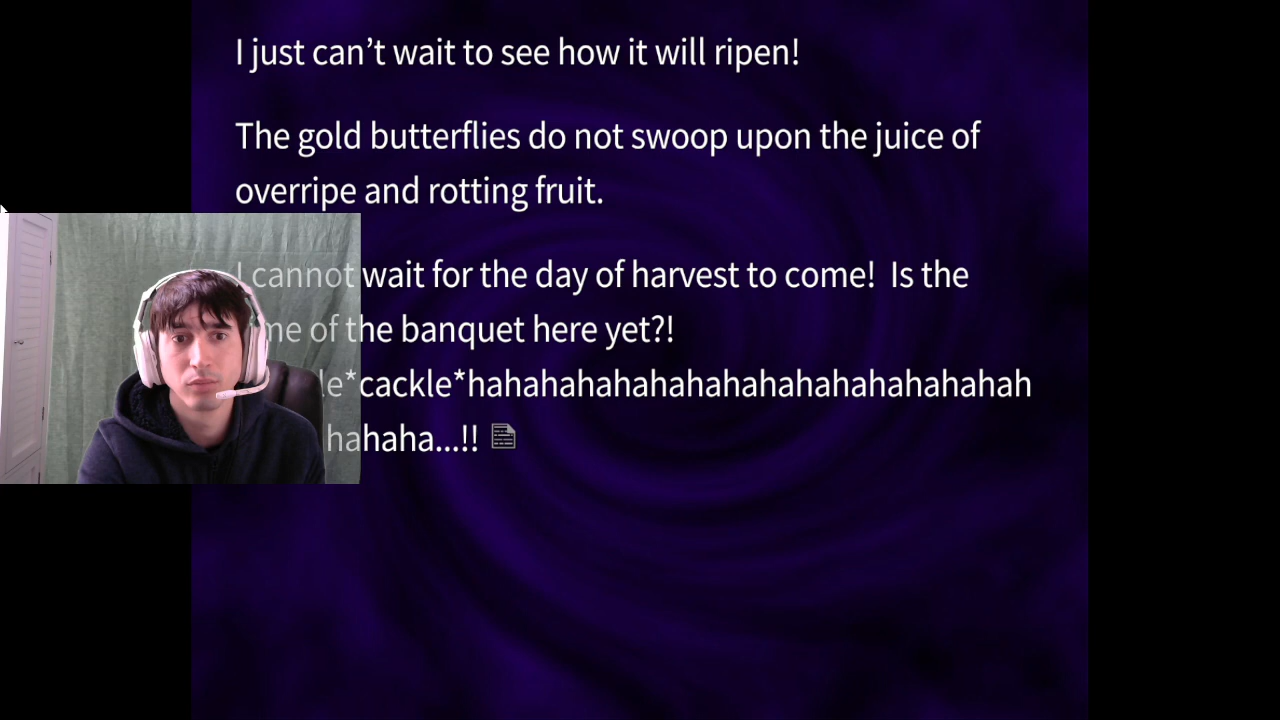 I just can’t wait to see how it will ripen!
The gold butterflies do not swoop upon the juice of
overripe and rotting fruit.
I cannot wait for the day of harvest to come!  Is the
of the banquet here yet?!
*cackle*hahahahahahahahahahahahahahahah
hahaha...!!